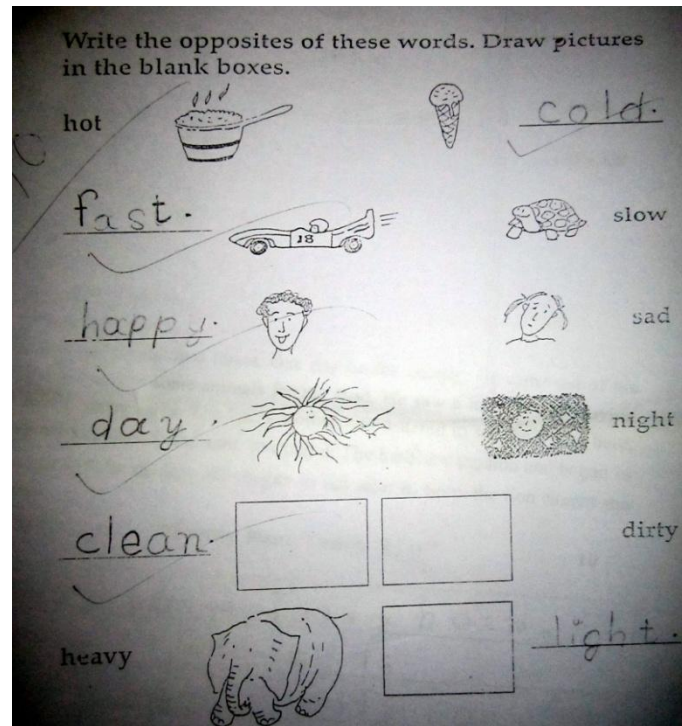 Write the opposites of these words. Draw pictures
in the blank boxes.
hot cold.
fast. 18 slow
happy. sad
day. night
clean. dirty
heavy light.